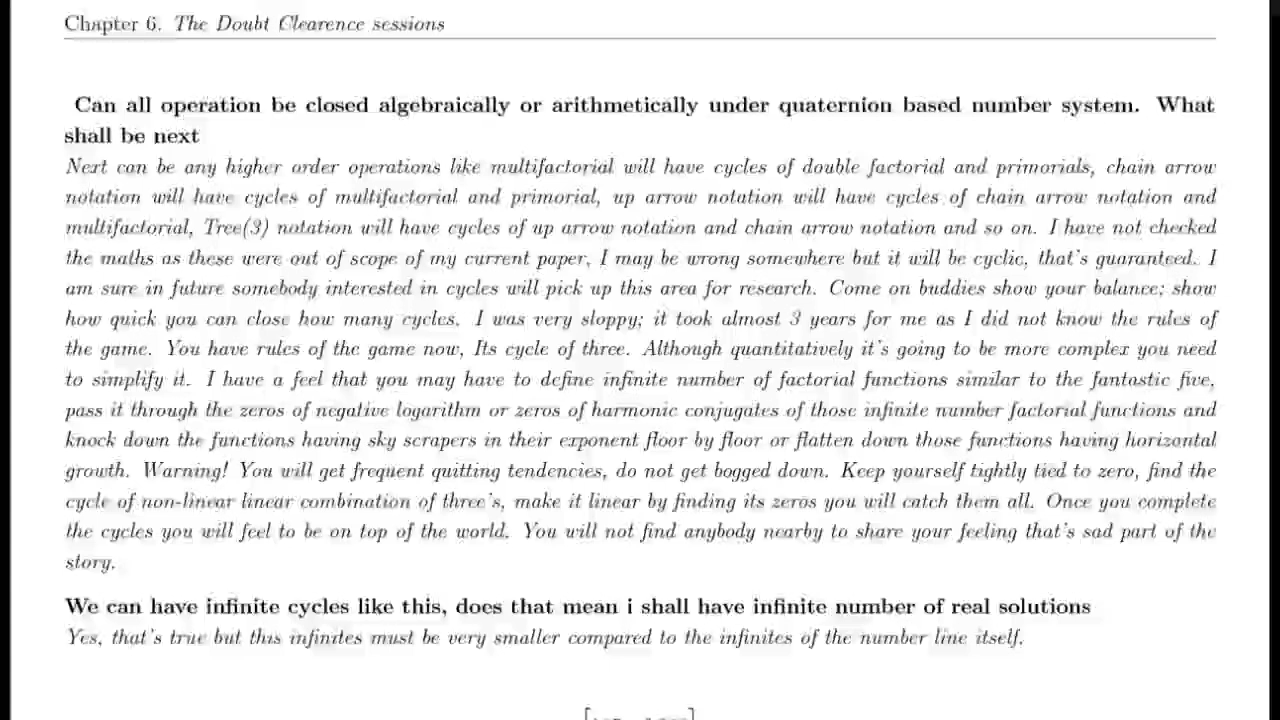 Chapter 6. The Doubt Clearence sessions
Can all operation be closed algebraically or arithmetically under quaternion based number system. What
shall be next
Next can be any higher order operations like multifactorial will have cycles of double factorial and primorials, chain arrow
notation will have cycles of multifactorial and primorial, up arrow notation will have cycles of chain arrow notation and
multifactorial, Tree(3) notation will have cycles of up arrow notation and chain arrow notation and so on. I have not checked
the maths as these were out of scope of my current paper, I may be wrong somewhere but it will be cyclic, that's guaranteed. I
am sure in future somebody interested in cycles will pick up this area for research. Come on buddies show your balance; show
how quick you can close how many cycles. I was very sloppy; it took almost 3 years for me as I did not know the rules of
the game. You have rules of the game now, Its cycle of three. Although quantitatively it's going to be more complex you need
to simplify it. I have a feel that you may have to define infinite number of factorial functions similar to the fantastic five,
pass it through the zeros of negative logarithm or zeros of harmonic conjugates of those infinite number factorial functions and
knock down the functions having sky scrapers in their exponent floor by floor or flatten down those functions having horizontal
growth. Warning! You will get frequent quitting tendencies, do not get bogged down. Keep yourself tightly tied to zero, find the
cycle of non-linear linear combination of three's, make it linear by finding its zeros you will catch them all. Once you complete
the cycles you will feel to be on top of the world. You will not find anybody nearby to share your feeling that's sad part of the
story.
We can have infinite cycles like this, does that mean i shall have infinite number of real solutions
Yes, that's true but this infinites must be very smaller compared to the infinites of the number line itself.